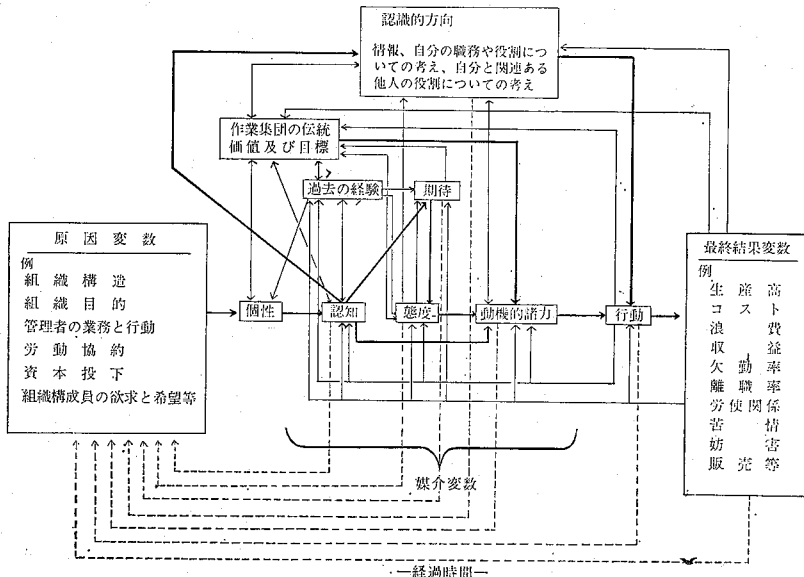 認識的方向
情報、自分の職務や役割につ
いての考え、自分と関連ある
他人の役割についての考え
作業集団の伝統
価値及び目標
過去の経験
期待
原因変数
例
組織構造
組織目的
管理者の業務と行動
労働協約
資本投下
組織構成員の欲求と希望等
個性
認知
態度
動機的諸力
行動
最終結果変数
例
生産高
コスト
浪費
収益
欠勤率
離職率
労使関係
苦情
妨害
販売等
媒介変数
—経過時間—